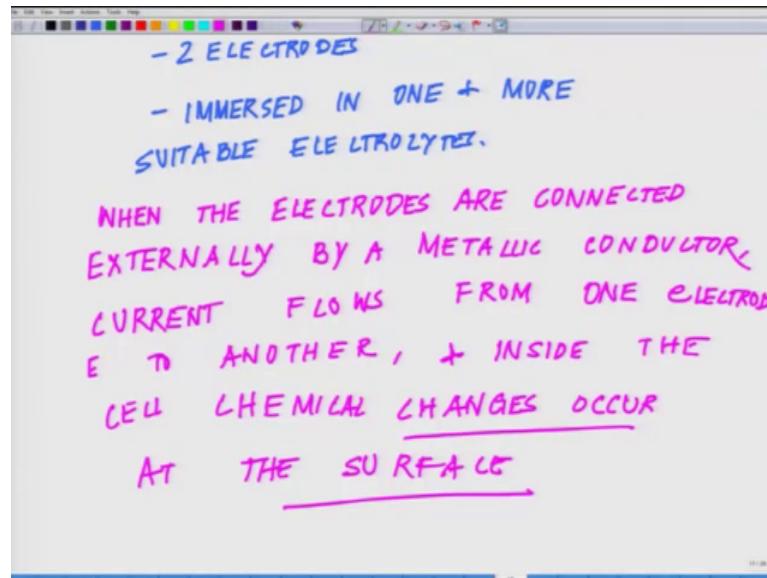 - 2 ELECTRODES
- IMMERSED IN ONE + MORE
SUITABLE ELECTROLYTES.
WHEN THE ELECTRODES ARE CONNECTED
EXTERNALLY BY A METALLIC CONDUCTOR,
CURRENT FLOWS FROM ONE eLECTROD
E TO ANOTHER, + INSIDE THE
CELL CHEMICAL CHANGES OCCUR
AT THE SURFACE